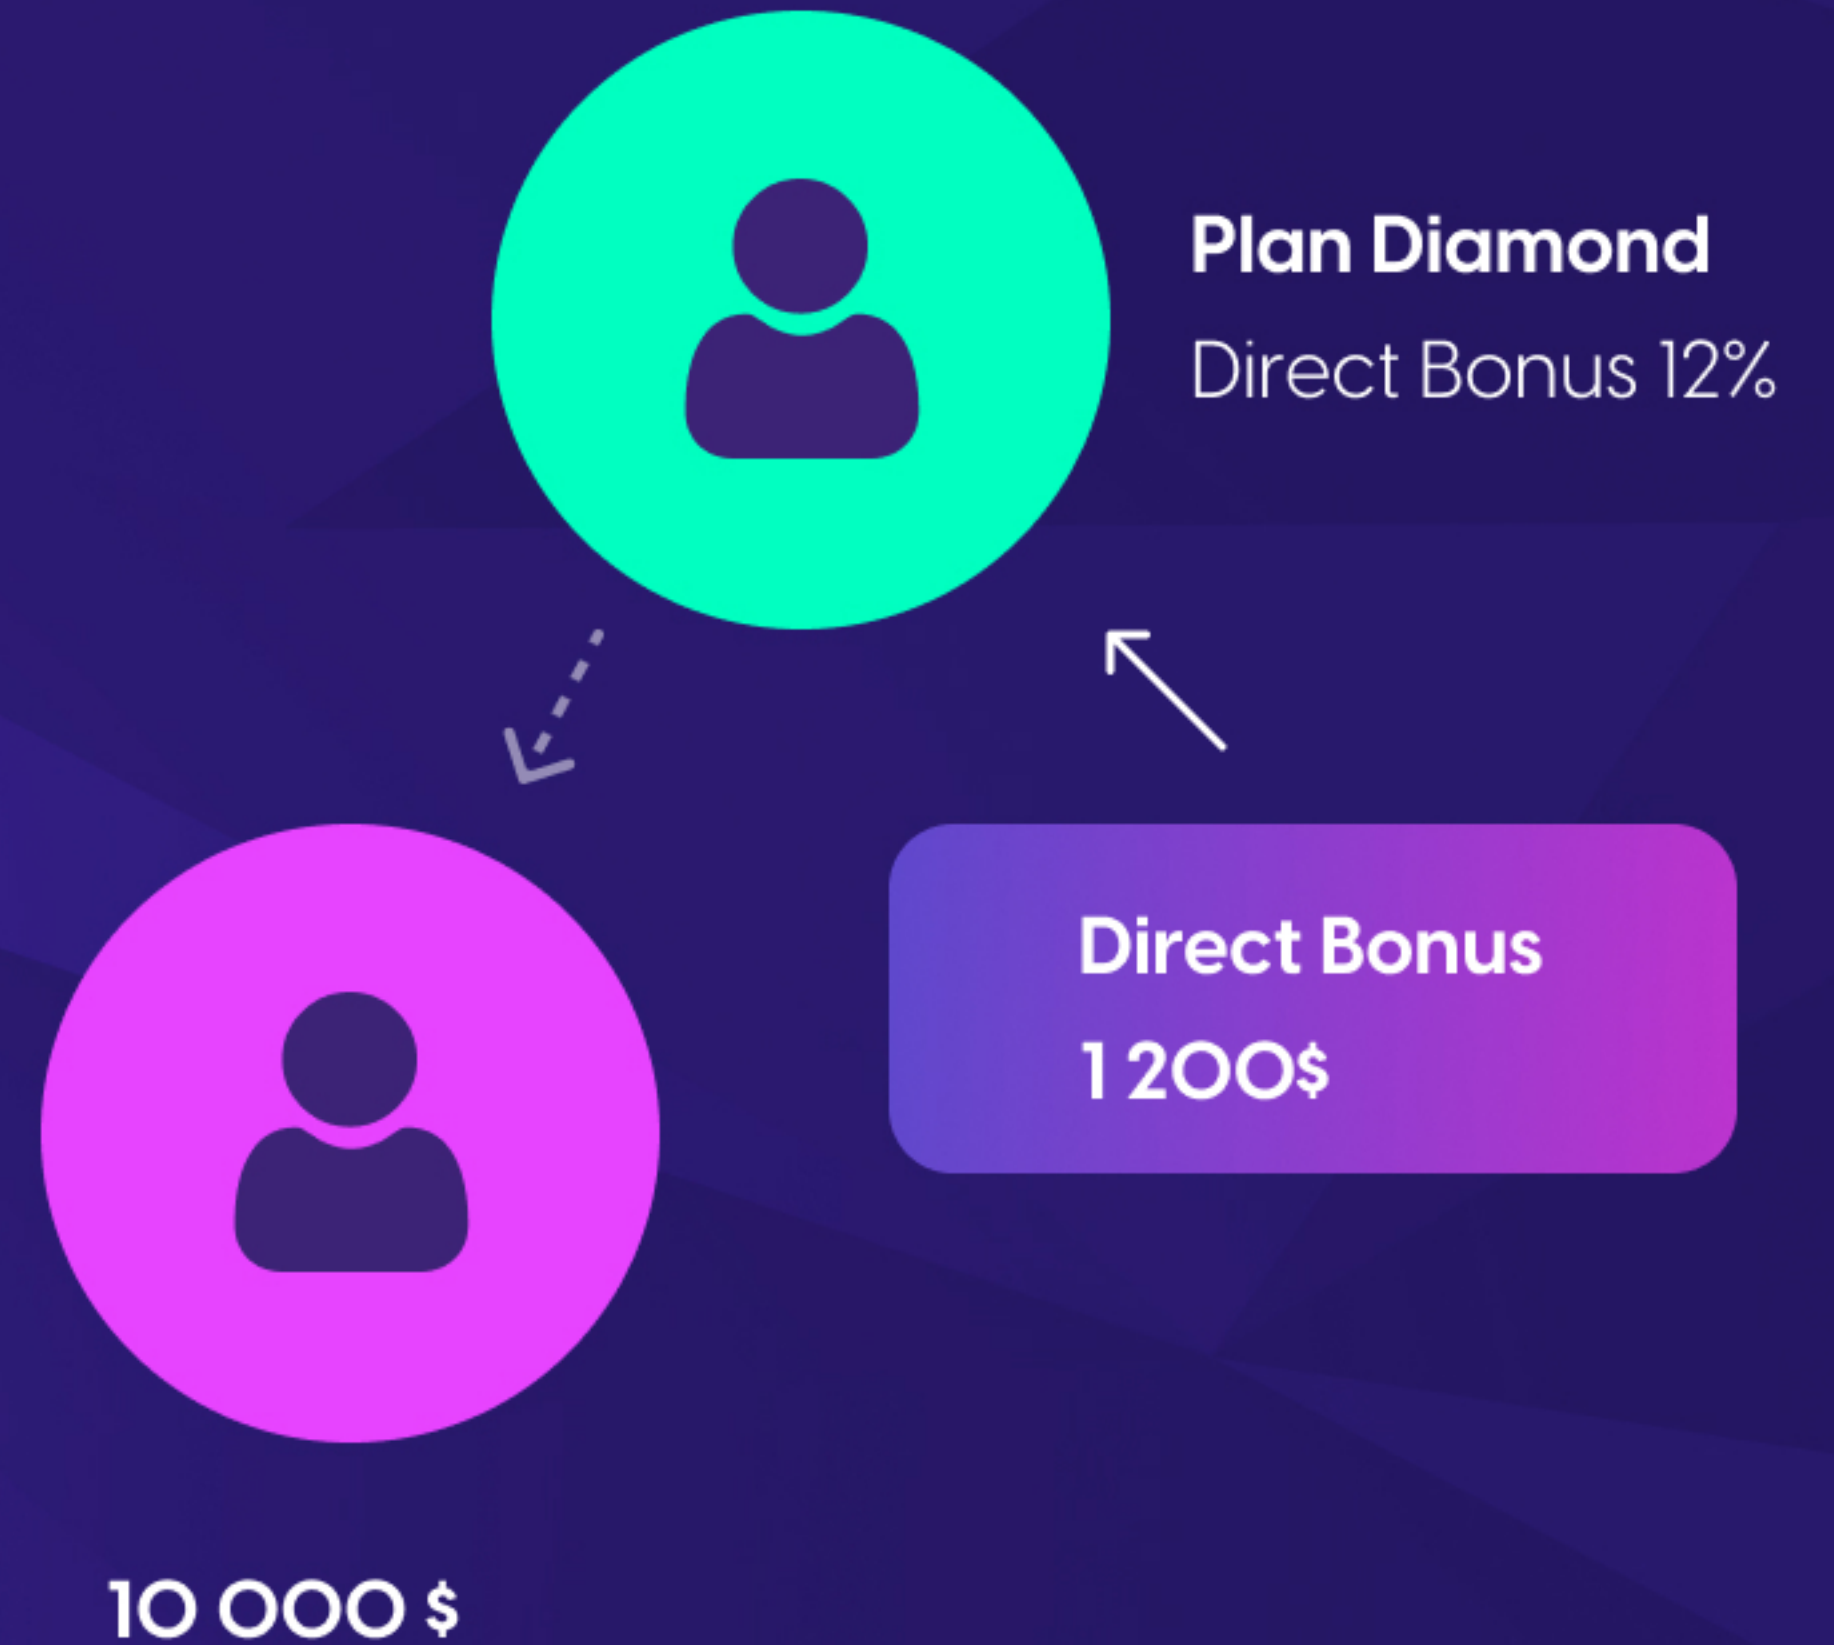 Plan Diamond
Direct Bonus 12%
Direct Bonus
1 200$
10 000 $